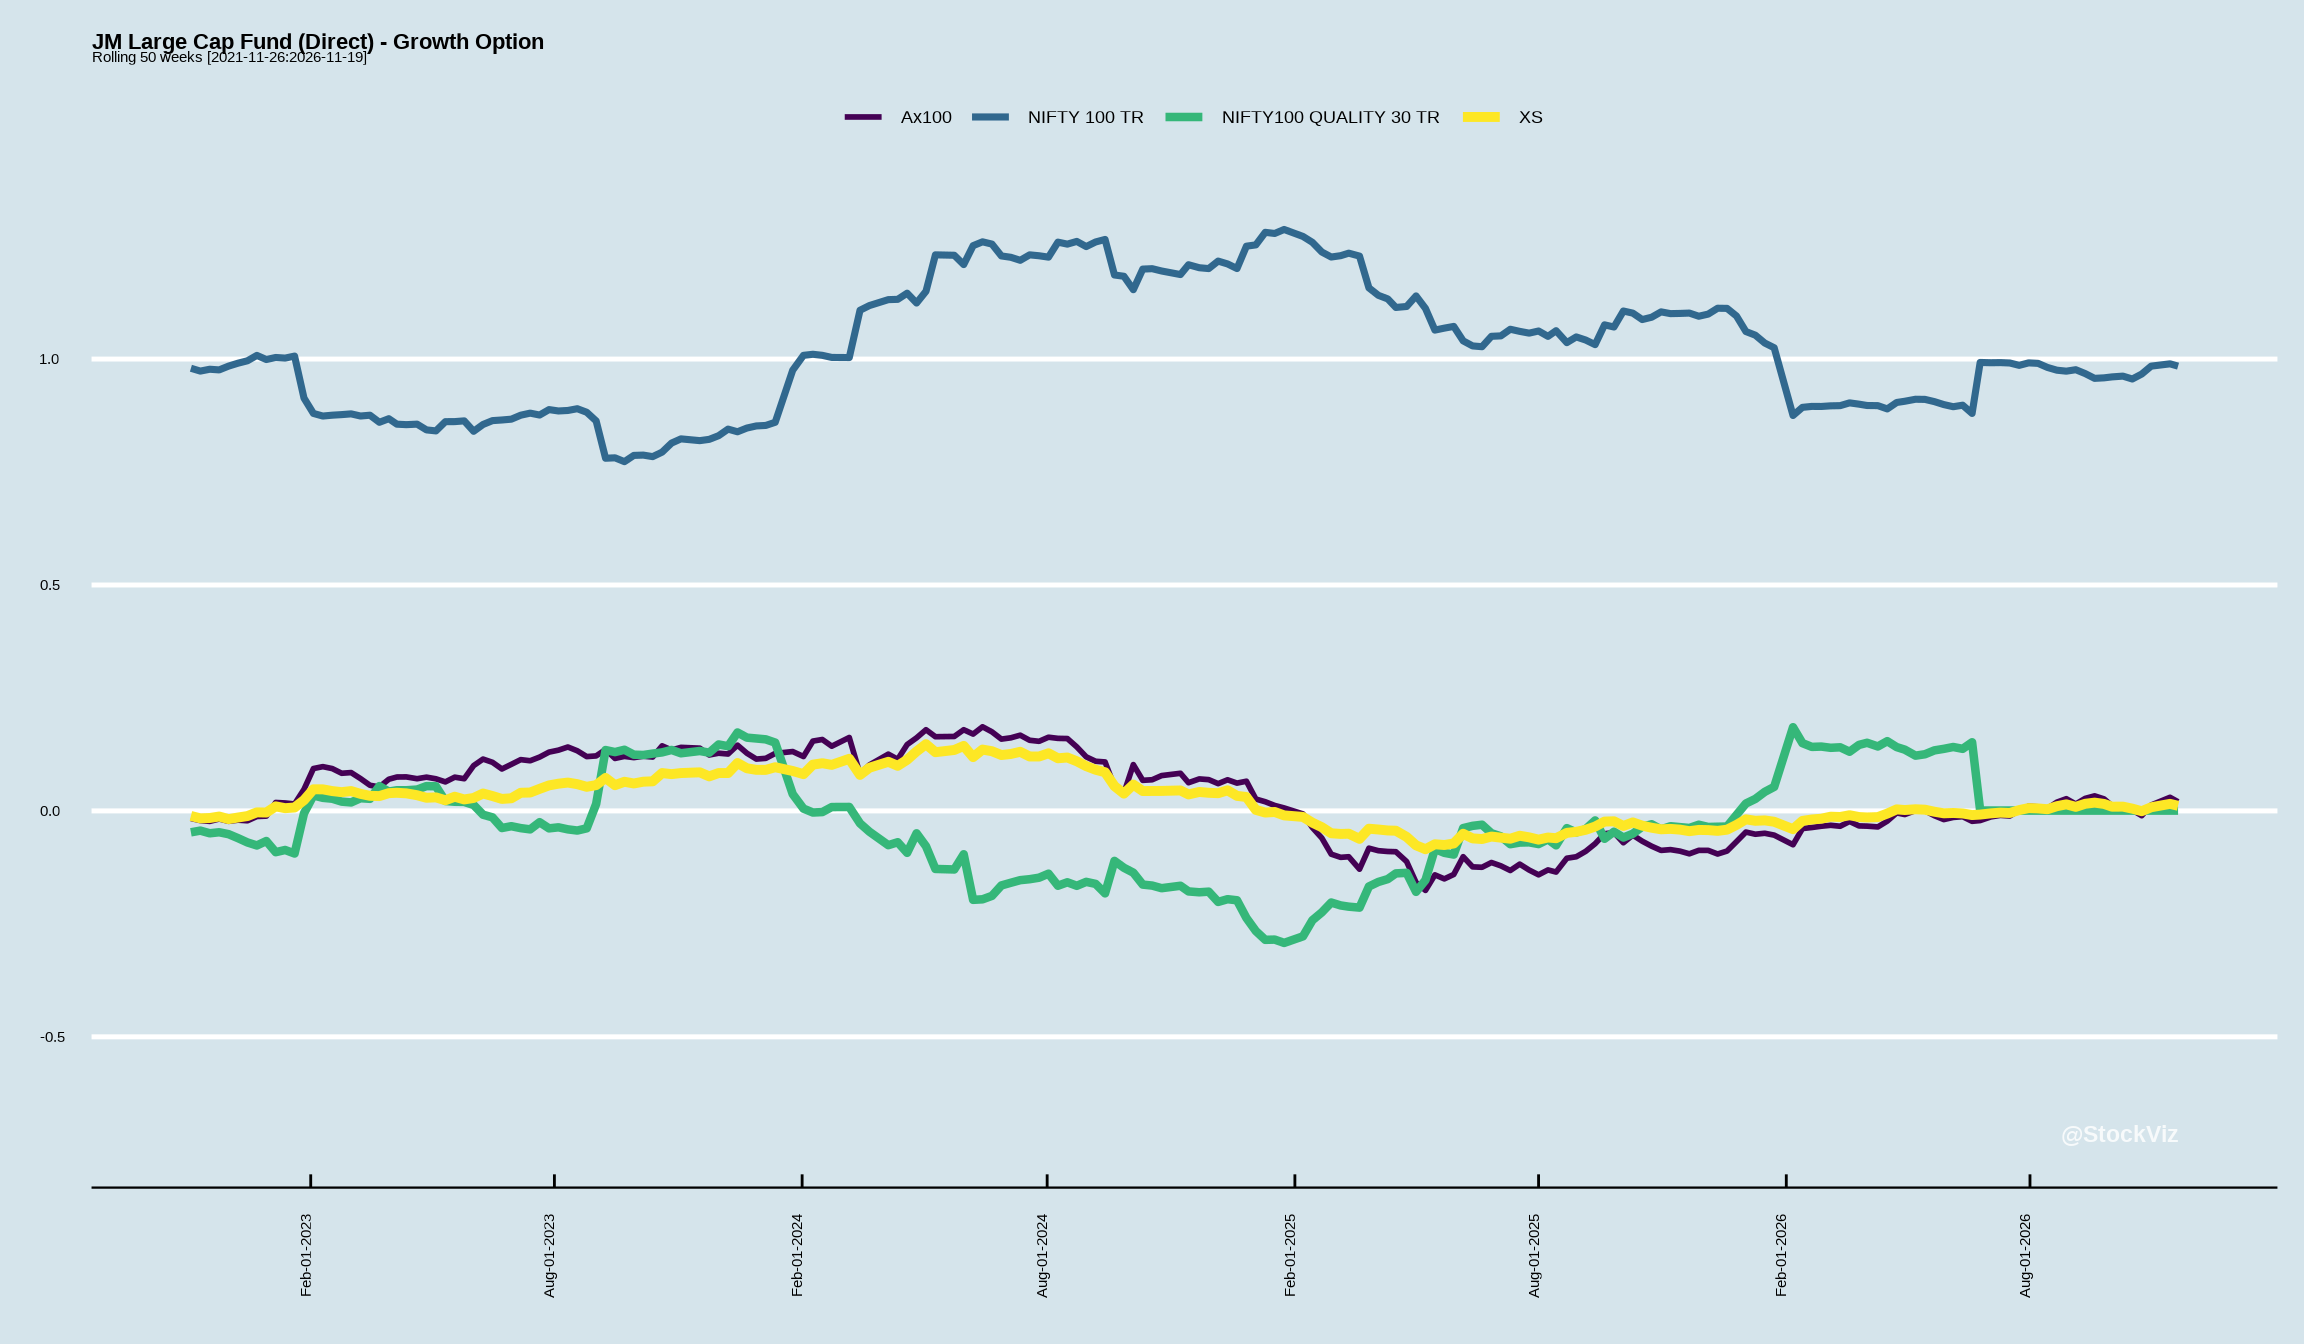 JM Large Cap Fund (Direct) - Growth Option
Rolling 50 weeks [2021-11-26:2026-11-19]
Ax100 NIFTY 100 TR NIFTY100 QUALITY 30 TR XS
1.0
0.5
0.0
-0.5
@StockViz
Feb-01-2023
Aug-01-2023
Feb-01-2024
Aug-01-2024
Feb-01-2025
Aug-01-2025
Feb-01-2026
Aug-01-2026